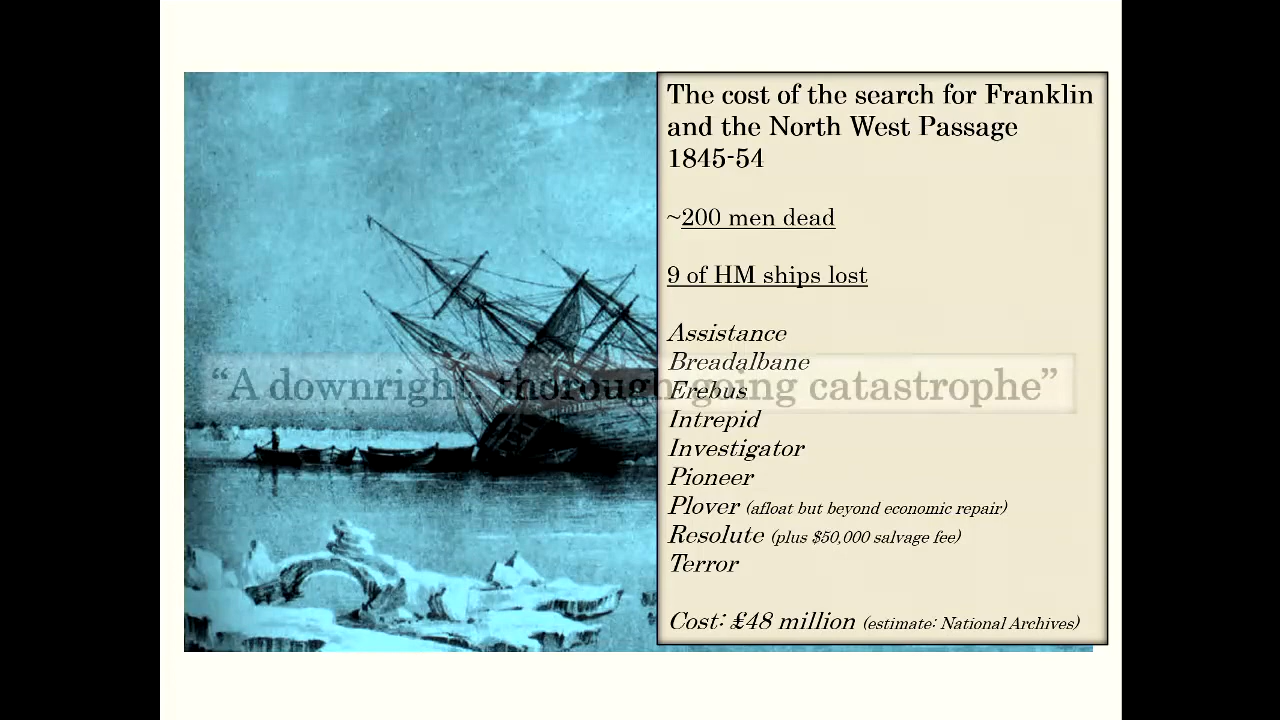 The cost of the search for Franklin
and the North West Passage
1845-54
~200 men dead
9 of HM ships lost
Assistance
Breadalbane
Erebus
Intrepid
Investigator
Pioneer
Plover (afloat but beyond economic repair)
Resolute (plus $50,000 salvage fee)
Terror
Cost: £48 million (estimate: National Archives)
“A downright, thorough-going catastrophe”